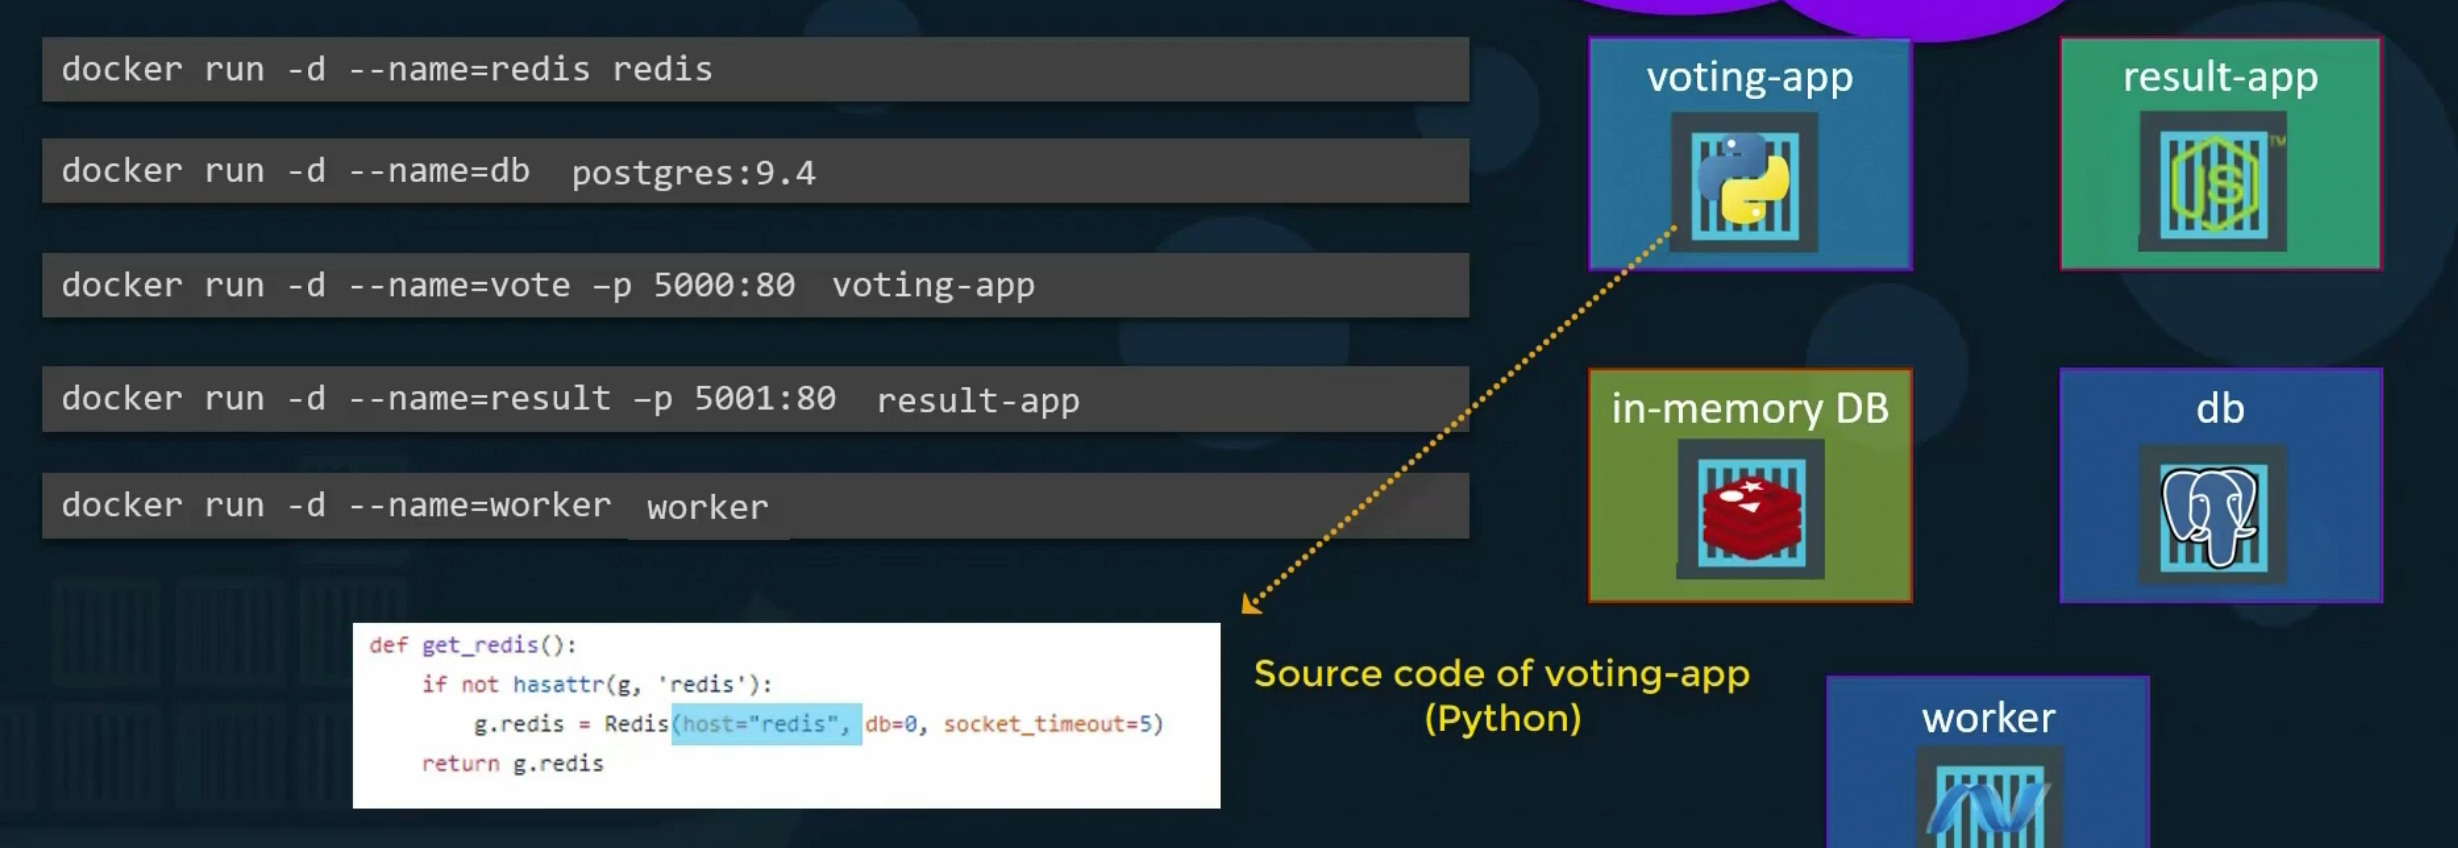 docker run -d --name=redis redis
docker run -d --name=db postgres:9.4
docker run -d --name=vote –p 5000:80 voting-app
docker run -d --name=result –p 5001:80 result-app
docker run -d --name=worker worker
voting-app
result-app
JS
TM
in-memory DB
db
def get_redis():
    if not hasattr(g, 'redis'):
        g.redis = Redis(host="redis", db=0, socket_timeout=5)
    return g.redis
Source code of voting-app
(Python)
worker